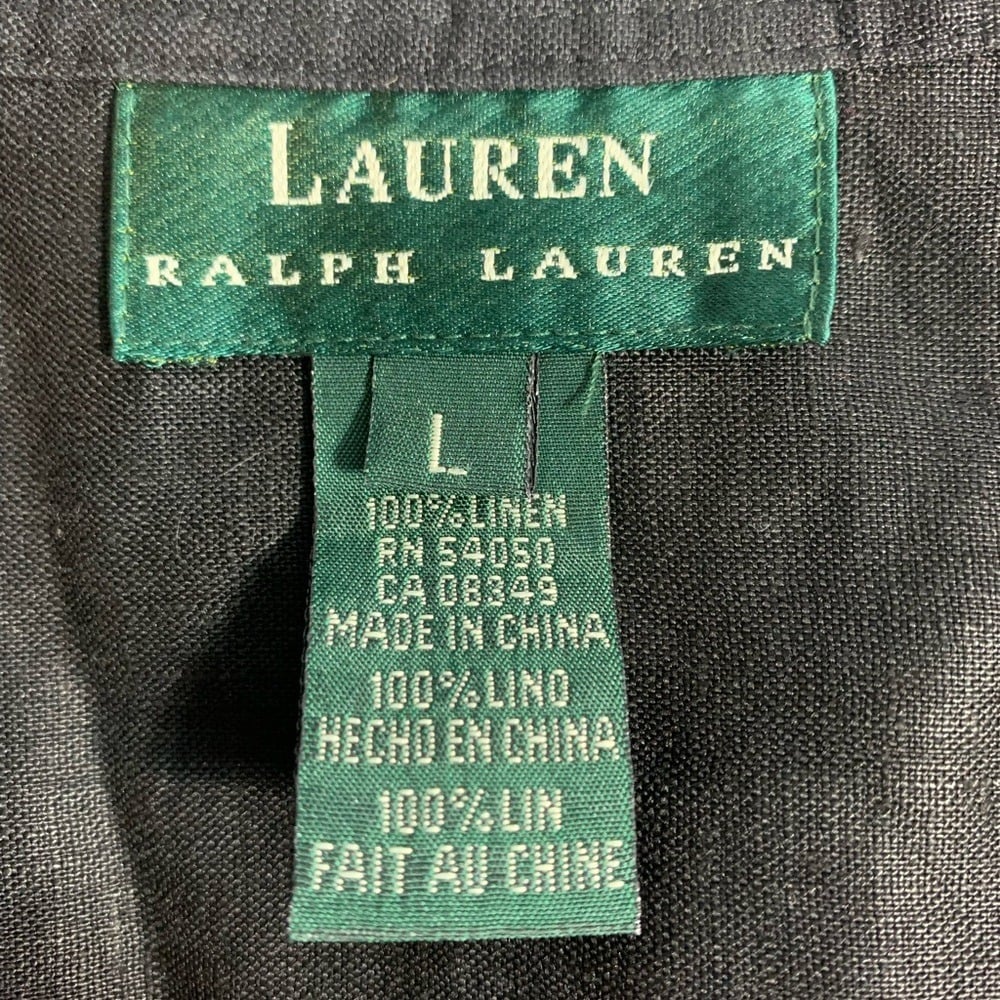 LAUREN
RALPH LAUREN
L
100% LINEN
RN 54050
CA 08349
MADE IN CHINA
100% LINO
HECHO EN CHINA
100% LIN
FAIT AU CHINE